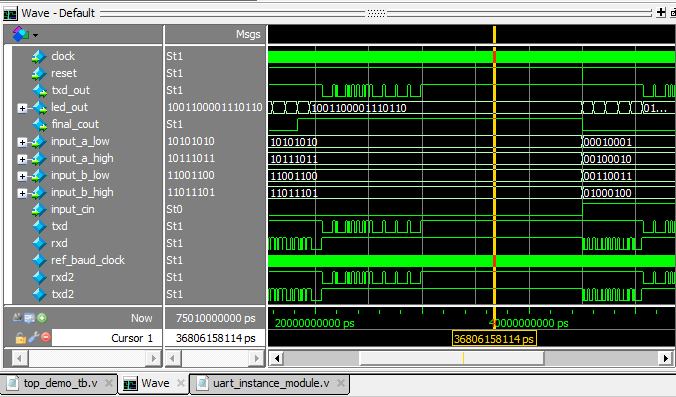 Wave - Default
Msgs
clock St1
reset St1
txd_out St1
led_out 1001100001110110 1001100001110110 01...
final_cout St1
input_a_low 10101010 10101010 00010001
input_a_high 10111011 10111011 00100010
input_b_low 11001100 11001100 00110011
input_b_high 11011101 11011101 01000100
input_cin St0
txd St1
rxd St1
ref_baud_clock St1
rxd2 St1
txd2 St1
Now 75010000000 ps 20000000000 ps 40000000000 ps
Cursor 1 36806158114 ps 36806158114 ps
top_demo_tb.v Wave uart_instance_module.v